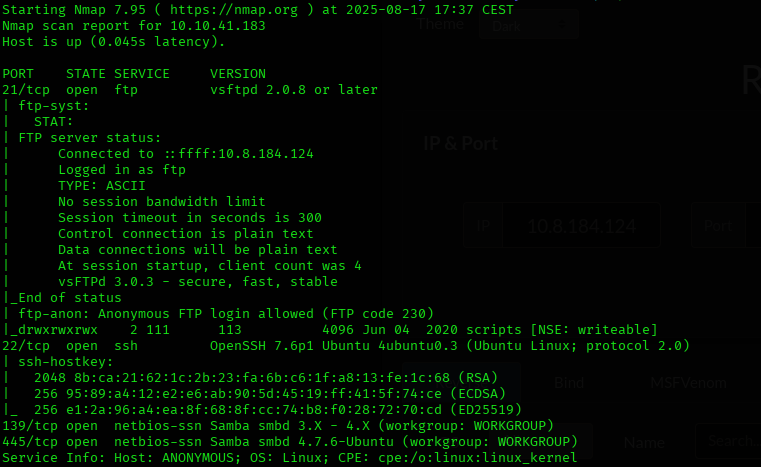 Starting Nmap 7.95 ( https://nmap.org ) at 2025-08-17 17:37 CEST
Nmap scan report for 10.10.41.183
Host is up (0.045s latency).
PORT    STATE SERVICE     VERSION
21/tcp  open  ftp         vsftpd 2.0.8 or later
| ftp-syst:
|   STAT:
| FTP server status:
|      Connected to ::ffff:10.8.184.124
|      Logged in as ftp
|      TYPE: ASCII
|      No session bandwidth limit
|      Session timeout in seconds is 300
|      Control connection is plain text
|      Data connections will be plain text
|      At session startup, client count was 4
|      vsFTPd 3.0.3 - secure, fast, stable
|_End of status
| ftp-anon: Anonymous FTP login allowed (FTP code 230)
|_drwxrwxrwx    2 111      113          4096 Jun 04  2020 scripts [NSE: writeable]
22/tcp  open  ssh         OpenSSH 7.6p1 Ubuntu 4ubuntu0.3 (Ubuntu Linux; protocol 2.0)
| ssh-hostkey:
|   2048 8b:ca:21:62:1c:2b:23:fa:6b:c6:1f:a8:13:fe:1c:68 (RSA)
|   256 95:89:a4:12:e2:e6:ab:90:5d:45:19:ff:41:5f:74:ce (ECDSA)
|_  256 e1:2a:96:a4:ea:8f:68:8f:cc:74:b8:f0:28:72:70:cd (ED25519)
139/tcp open  netbios-ssn Samba smbd 3.X - 4.X (workgroup: WORKGROUP)
445/tcp open  netbios-ssn Samba smbd 4.7.6-Ubuntu (workgroup: WORKGROUP)
Service Info: Host: ANONYMOUS; OS: Linux; CPE: cpe:/o:linux:linux_kernel
Theme
Dark
R
IP & Port
IP
10.8.184.124
Port
Bind
MSFVenom
Name
Search...